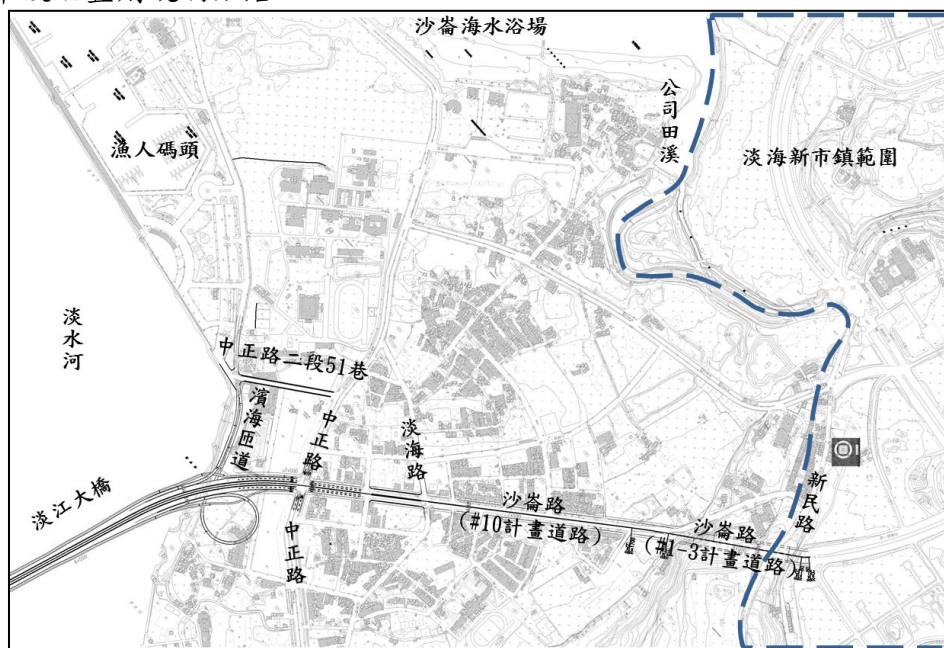 沙崙海水浴場
公司田溪
漁人碼頭
淡海新市鎮範圍
淡水河
中正路二段51巷
濱海匝道
中正路
淡海路
淡江大橋
沙崙路
(#10計畫道路)
沙崙路
(#1-3計畫道路)
新民路
中正路